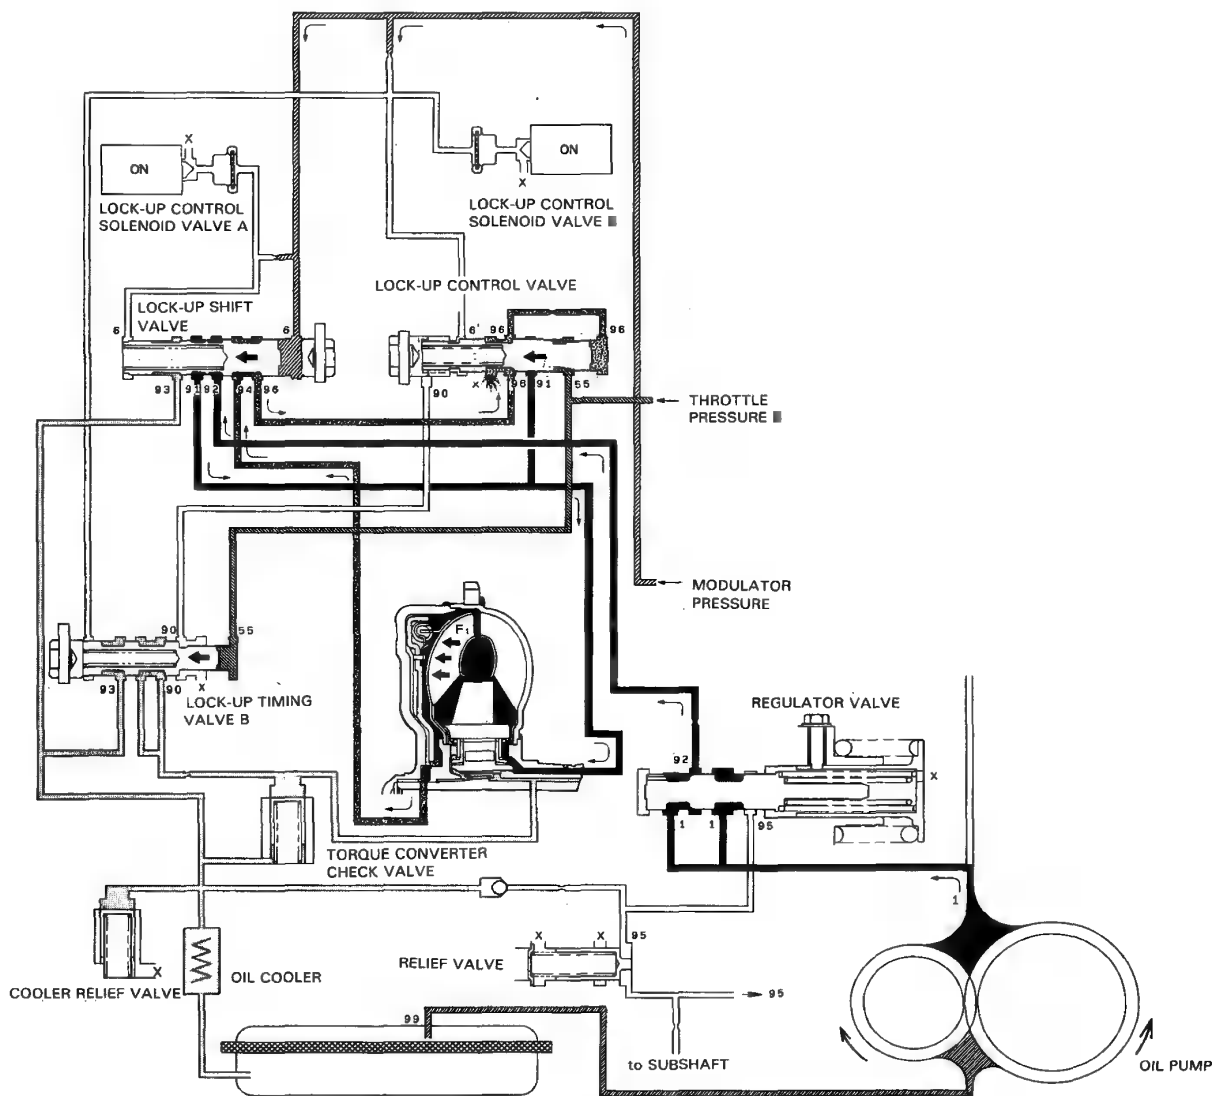 X
ON
LOCK-UP CONTROL
SOLENOID VALVE A
ON
X
LOCK-UP CONTROL
SOLENOID VALVE
LOCK-UP CONTROL VALVE
LOCK-UP SHIFT
VALVE
6
6
6'
96
96
93
91
92
94
96
90
X
96
91
55
THROTTLE
PRESSURE
MODULATOR
PRESSURE
F1
90
55
93
90
X
LOCK-UP TIMING
VALVE B
REGULATOR VALVE
92
X
1
1
95
TORQUE CONVERTER
CHECK VALVE
1
X
X
95
RELIEF VALVE
X
COOLER RELIEF VALVE
OIL COOLER
95
99
to SUBSHAFT
OIL PUMP